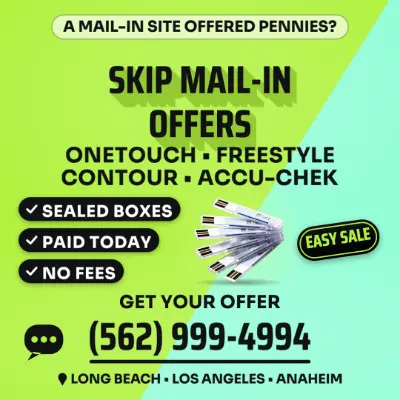 A MAIL-IN SITE OFFERED PENNIES?
SKIP MAIL-IN
OFFERS
ONETOUCH ▪ FREESTYLE
CONTOUR ▪ ACCU-CHEK
SEALED BOXES
PAID TODAY
NO FEES
EASY SALE
GET YOUR OFFER
(562) 999-4994
LONG BEACH ▪ LOS ANGELES ▪ ANAHEIM